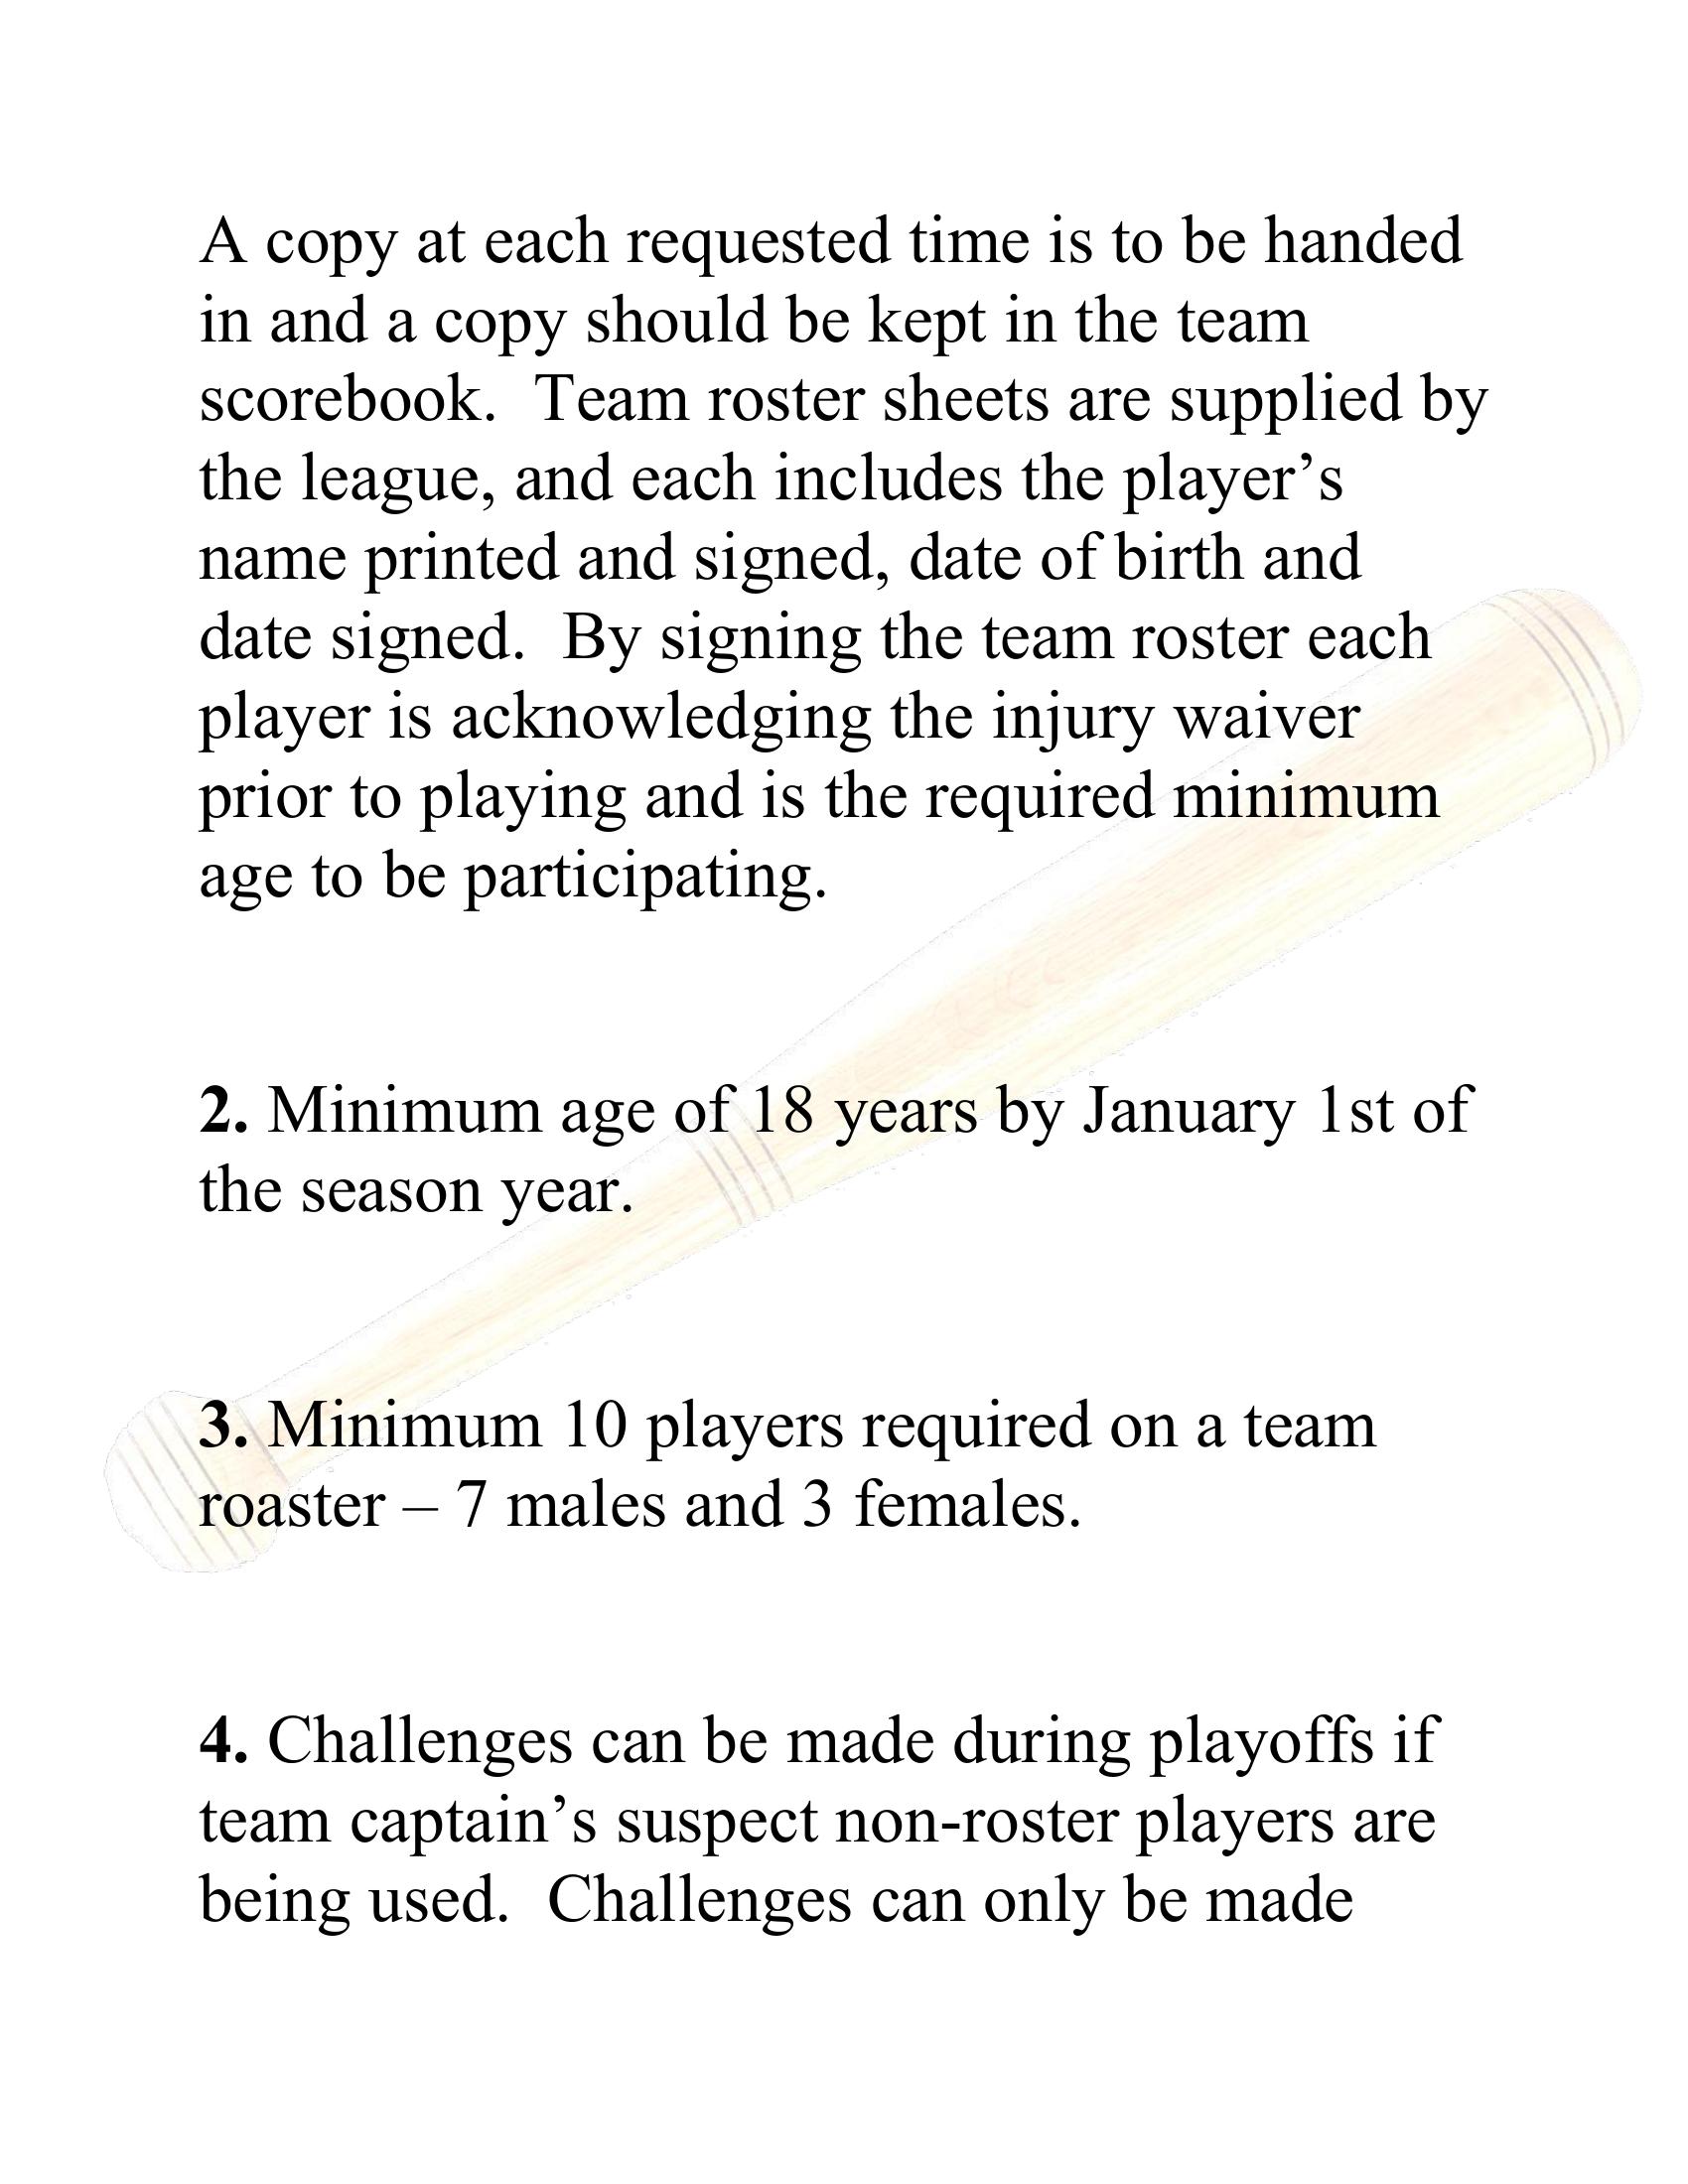 A copy at each requested time is to be handed
in and a copy should be kept in the team
scorebook.  Team roster sheets are supplied by
the league, and each includes the player’s
name printed and signed, date of birth and
date signed.  By signing the team roster each
player is acknowledging the injury waiver
prior to playing and is the required minimum
age to be participating.
2. Minimum age of 18 years by January 1st of
the season year.
3. Minimum 10 players required on a team
roaster – 7 males and 3 females.
4. Challenges can be made during playoffs if
team captain’s suspect non-roster players are
being used.  Challenges can only be made